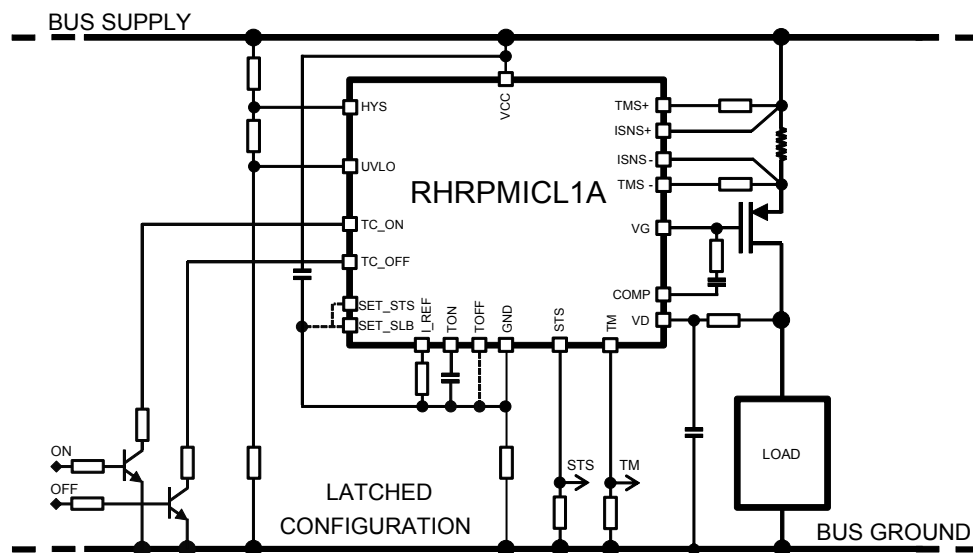 BUS SUPPLY
HYS
VCC
TMS+
ISNS+
UVLO
ISNS-
RHRPMICL1A
TMS -
TC_ON
VG
TC_OFF
COMP
SET_STS
SET_SLB
I_REF
TON
TOFF
GND
STS
TM
VD
ON
OFF
STS
TM
LOAD
LATCHED
CONFIGURATION
BUS GROUND